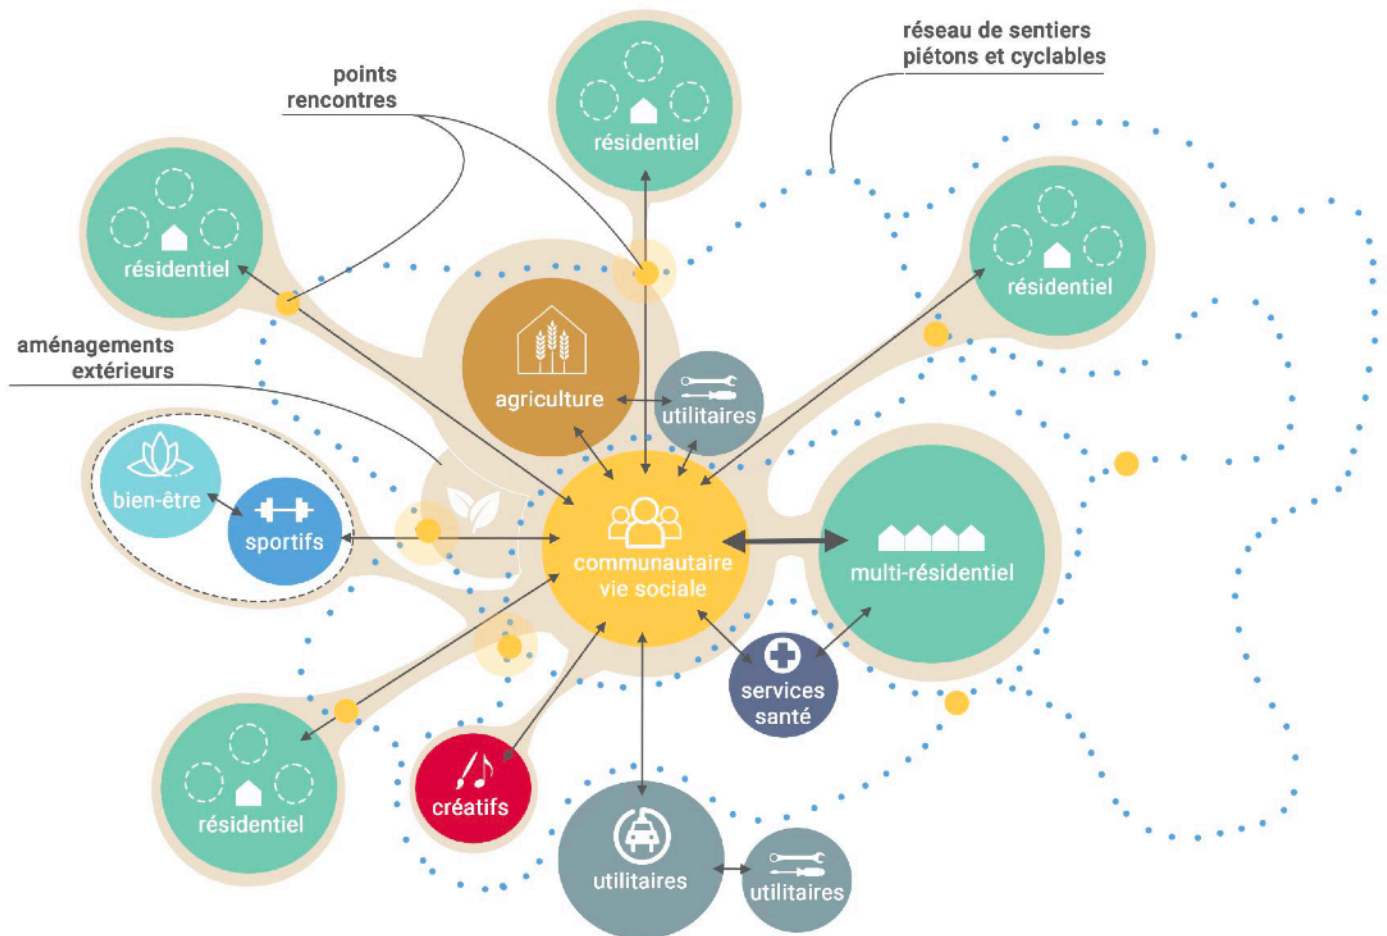 réseau de sentiers
piétons et cyclables
points
rencontres
résidentiel
résidentiel
résidentiel
aménagements
extérieurs
agriculture
utilitaires
bien-être
sportifs
communautaire
vie sociale
multi-résidentiel
services
santé
résidentiel
créatifs
utilitaires
utilitaires